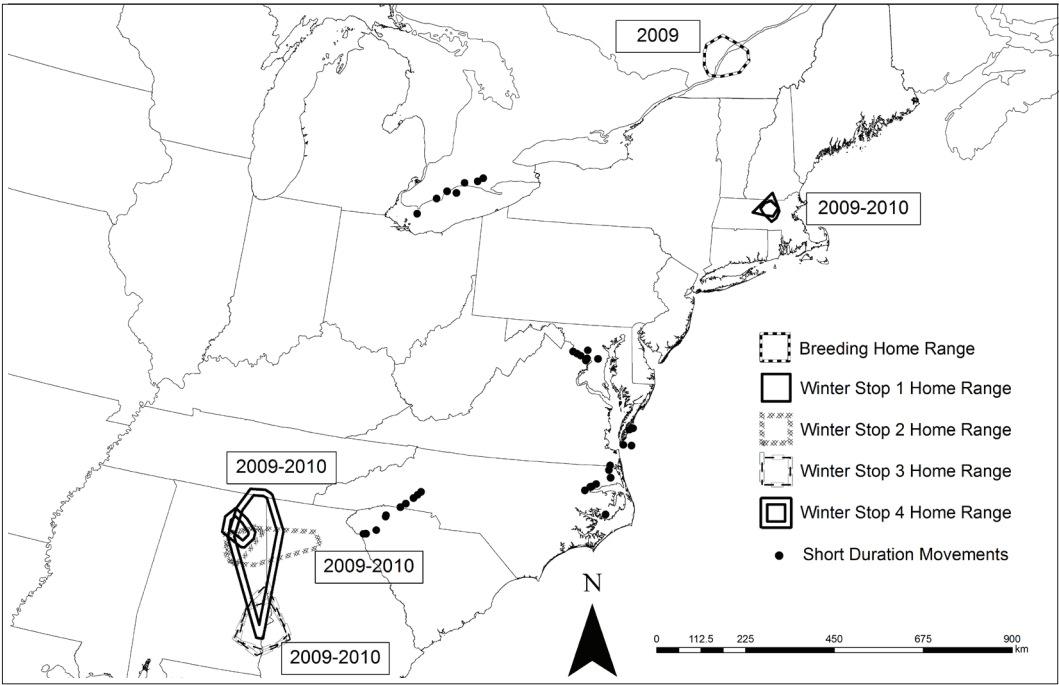 2009
2009-2010
Breeding Home Range
Winter Stop 1 Home Range
Winter Stop 2 Home Range
Winter Stop 3 Home Range
Winter Stop 4 Home Range
Short Duration Movements
2009-2010
2009-2010
2009-2010
N
0 112.5 225 450 675 900
km